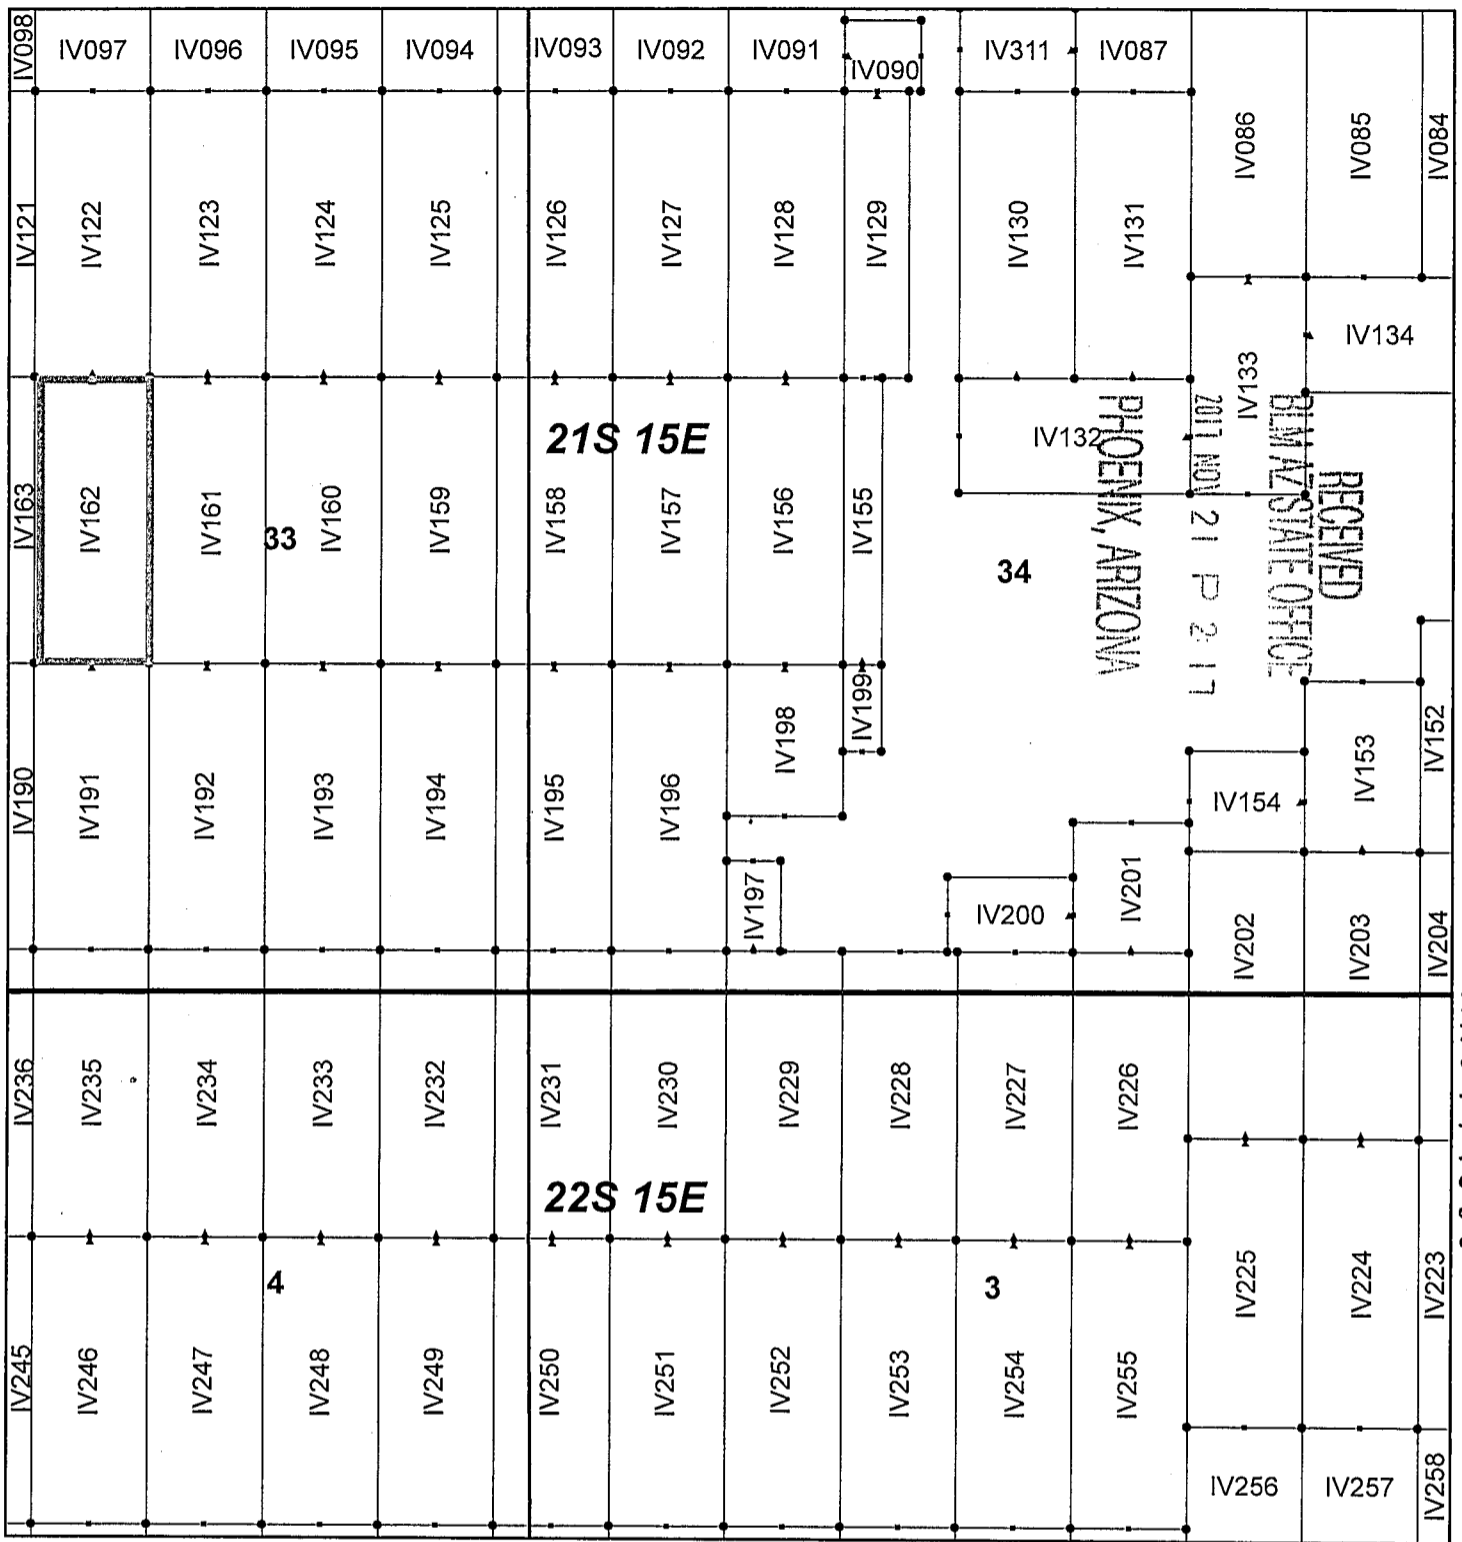 IV098 IV097 IV096 IV095 IV094 IV093 IV092 IV091 IV090 IV311 IV087
IV086 IV085 IV084
IV121 IV122 IV123 IV124 IV125 IV126 IV127 IV128 IV129 IV130 IV131
IV133 IV134
21S 15E
IV132
IV163 IV162 IV161 33 IV160 IV159 IV158 IV157 IV156 IV155
34
RECEIVED
BLM AZ STATE OFFICE
2017 NOV 21 P 2:17
PHOENIX, ARIZONA
IV199
IV198
IV152
IV153
IV154
IV190 IV191 IV192 IV193 IV194 IV195 IV196
IV197 IV200 IV201
IV202 IV203 IV204
IV236 IV235 IV234 IV233 IV232 IV231 IV230 IV229 IV228 IV227 IV226
22S 15E
4
3
IV225 IV224 IV223
IV245 IV246 IV247 IV248 IV249 IV250 IV251 IV252 IV253 IV254 IV255
IV256 IV257 IV258